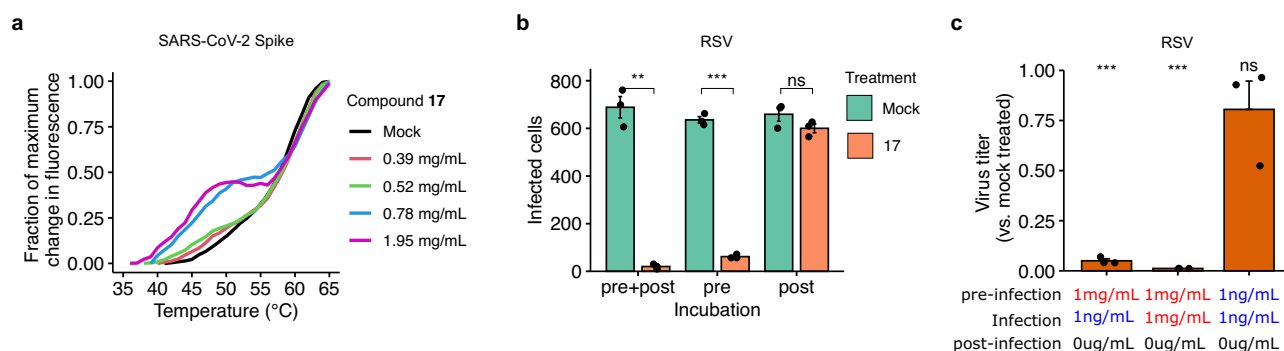 a
SARS-CoV-2 Spike
Fraction of maximum
change in fluorescence
1.00
0.75
0.50
0.25
0.00
35 40 45 50 55 60 65
Temperature (°C)
Compound 17
Mock
0.39 mg/mL
0.52 mg/mL
0.78 mg/mL
1.95 mg/mL
b
RSV
Infected cells
800
600
400
200
0
** *** ns
pre+post pre post
Incubation
Treatment
Mock
17
c
RSV
*** *** ns
Virus titer
(vs. mock treated)
1.00
0.75
0.50
0.25
0.00
pre-infection 1mg/mL 1mg/mL 1ng/mL
Infection 1ng/mL 1mg/mL 1ng/mL
post-infection 0ug/mL 0ug/mL 0ug/mL